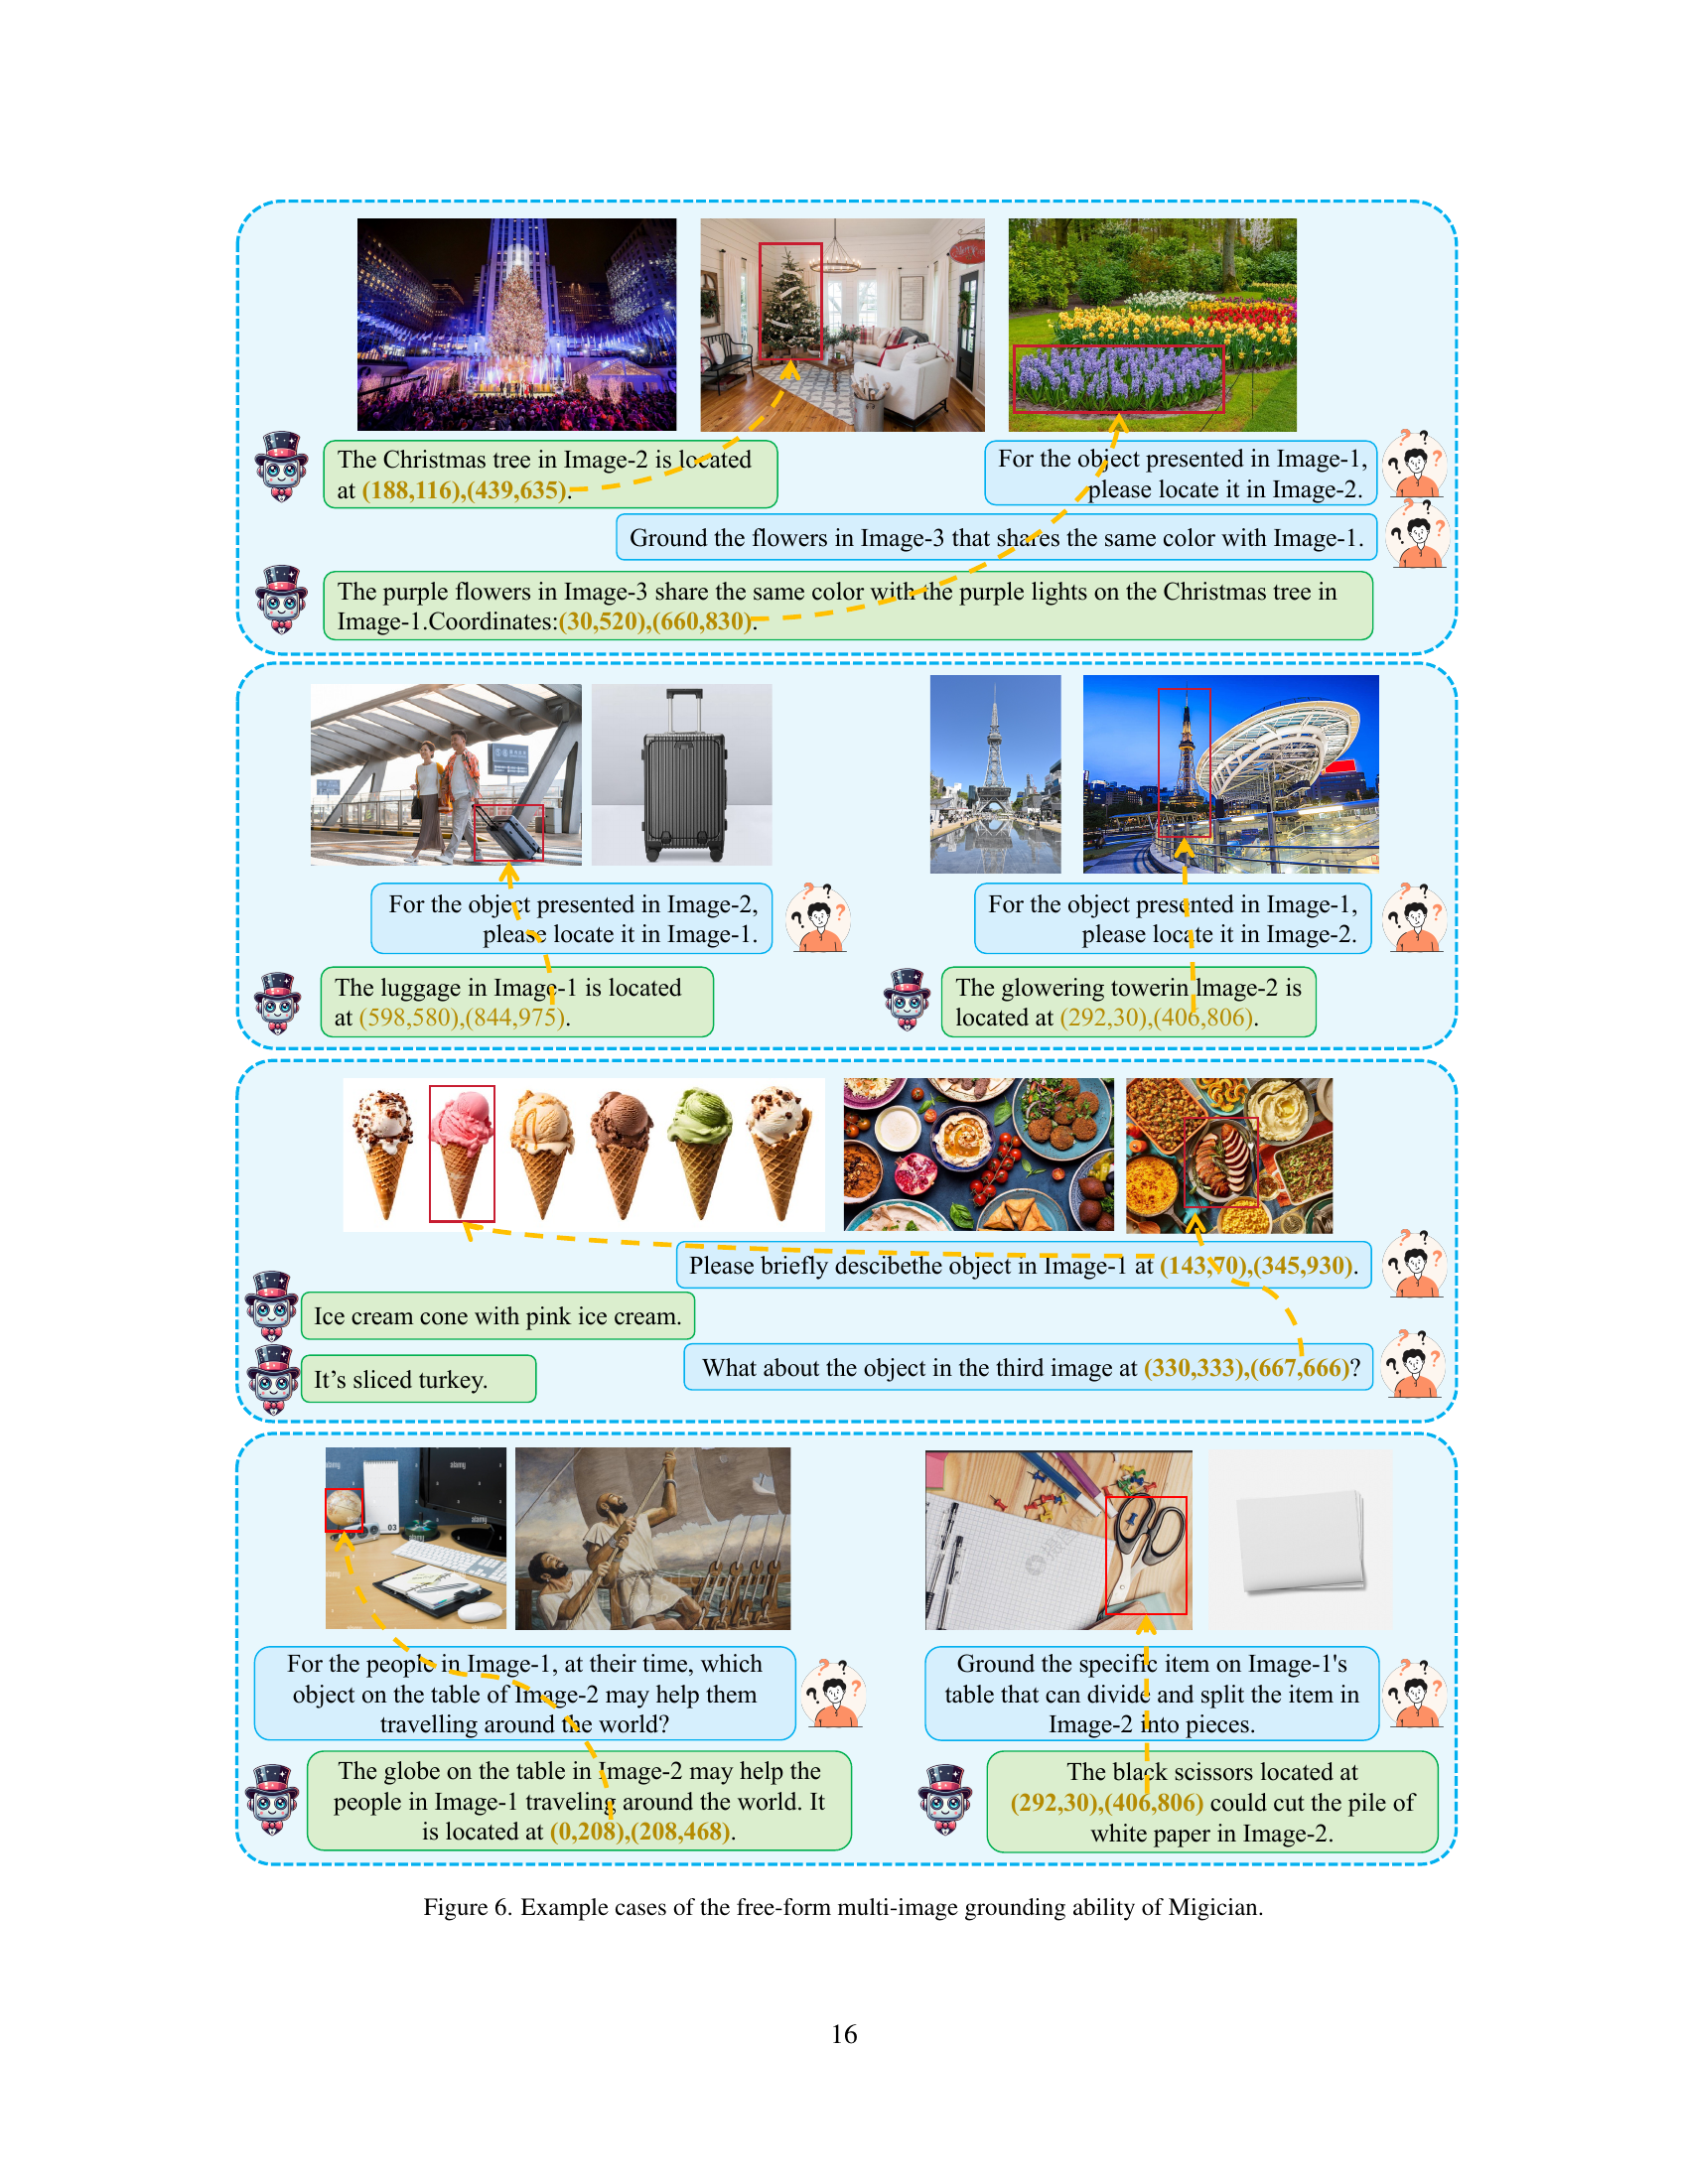 The Christmas tree in Image-2 is located
at (188,116),(439,635).
For the object presented in Image-1,
please locate it in Image-2.
Ground the flowers in Image-3 that shares the same color with Image-1.
The purple flowers in Image-3 share the same color with the purple lights on the Christmas tree in
Image-1.Coordinates:(30,520),(660,830).
For the object presented in Image-2,
please locate it in Image-1.
The luggage in Image-1 is located
at (598,580),(844,975).
For the object presented in Image-1,
please locate it in Image-2.
The glowering towerin Image-2 is
located at (292,30),(406,806).
Please briefly descibethe object in Image-1 at (143,70),(345,930).
Ice cream cone with pink ice cream.
What about the object in the third image at (330,333),(667,666)?
It's sliced turkey.
alamy
03
alamy
For the people in Image-1, at their time, which
object on the table of Image-2 may help them
travelling around the world?
The globe on the table in Image-2 may help the
people in Image-1 traveling around the world. It
is located at (0,208),(208,468).
Ground the specific item on Image-1's
table that can divide and split the item in
Image-2 into pieces.
The black scissors located at
(292,30),(406,806) could cut the pile of
white paper in Image-2.
Figure 6. Example cases of the free-form multi-image grounding ability of Migician.
16